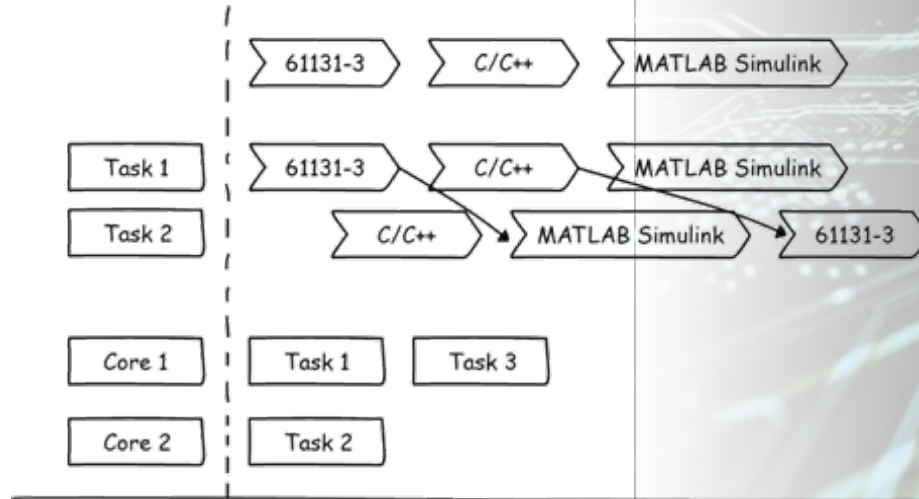 61131-3 C/C++ MATLAB Simulink
Task 1 61131-3 C/C++ MATLAB Simulink
Task 2 C/C++ MATLAB Simulink 61131-3
Core 1 Task 1 Task 3
Core 2 Task 2